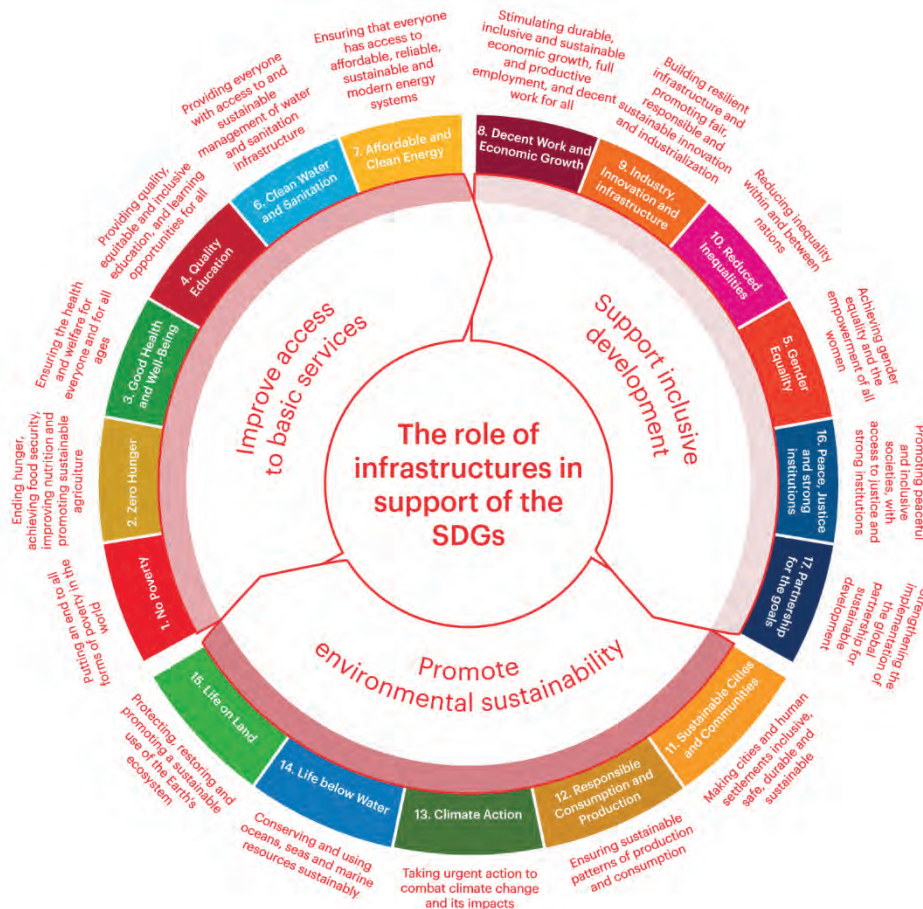 The role of
infrastructures in
support of the
SDGs
Improve access
to basic services
Support inclusive
development
Promote
environmental sustainability
1. No Poverty
Putting an end to all
forms of poverty in the
world
2. Zero Hunger
Ending hunger,
achieving food security,
improving nutrition and
promoting sustainable
agriculture
3. Good Health
and Well-Being
Ensuring the health
and welfare for
everyone and for all
ages
4. Quality
Education
Providing quality,
equitable and inclusive
education, and learning
opportunities for all
6. Clean Water
and Sanitation
Providing everyone
with access to and
sustainable
management of water
and sanitation
infrastructure
7. Affordable and
Clean Energy
Ensuring that everyone
has access to
affordable, reliable,
sustainable and
modern energy
systems
8. Decent Work and
Economic Growth
Stimulating durable,
inclusive and sustainable
economic growth, full
and productive
employment, and decent
work for all
9. Industry,
Innovation and
Infrastructure
Building resilient
infrastructure and
promoting fair,
responsible and
sustainable innovation
and industrialization
10. Reduced
Inequalities
Reducing inequality
within and between
nations
5. Gender
Equality
Achieving gender
equality and the
empowerment of all
women
16. Peace, Justice
and strong
institutions
Promoting peaceful
and inclusive
societies, with
access to justice and
strong institutions
17. Partnership
for the goals
implementation of
the global
partnership for
sustainable
development
11. Sustainable Cities
and Communities
Making cities and human
settlements inclusive,
safe, durable and
sustainable
12. Responsible
Consumption and
Production
Ensuring sustainable
patterns of production
and consumption
13. Climate Action
Taking urgent action to
combat climate change
and its impacts
14. Life below Water
Conserving and using
oceans, seas and marine
resources sustainably
15. Life on Land
Protecting, restoring and
promoting a sustainable
use of the Earth's
ecosystem